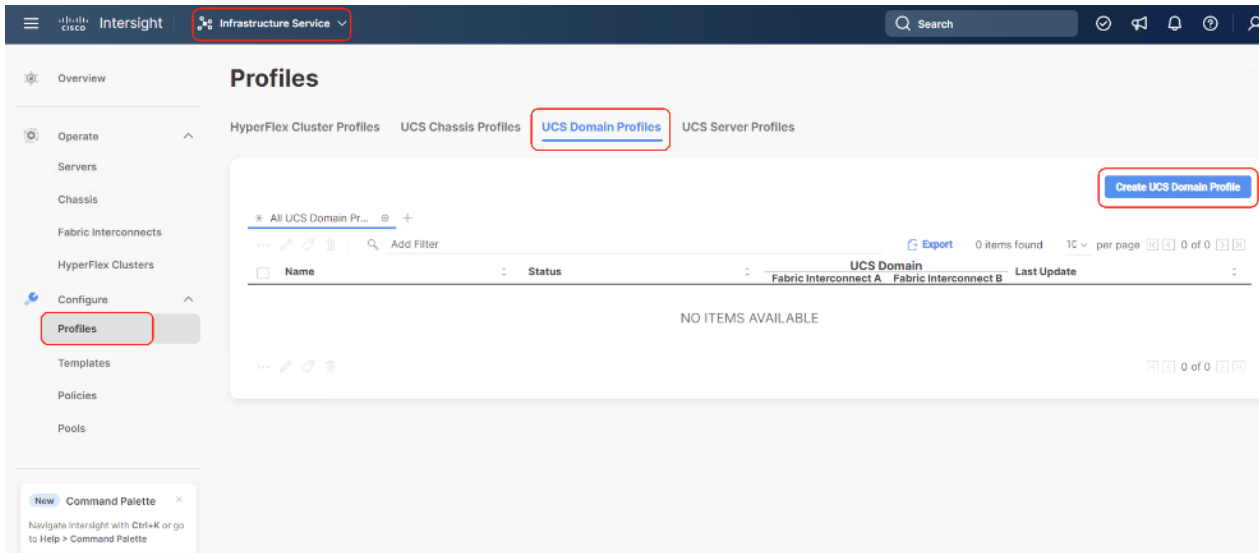 cisco Intersight Infrastructure Service Search
Overview
Profiles
Operate
HyperFlex Cluster Profiles UCS Chassis Profiles UCS Domain Profiles UCS Server Profiles
Servers
Chassis
Create UCS Domain Profile
All UCS Domain Pr...
Fabric Interconnects
Add Filter Export 0 items found 10 per page 0 of 0
HyperFlex Clusters
Name Status UCS Domain Last Update
Fabric Interconnect A Fabric Interconnect B
Configure
Profiles
NO ITEMS AVAILABLE
Templates
0 of 0
Policies
Pools
New Command Palette
Navigate Intersight with Ctrl+K or go
to Help > Command Palette